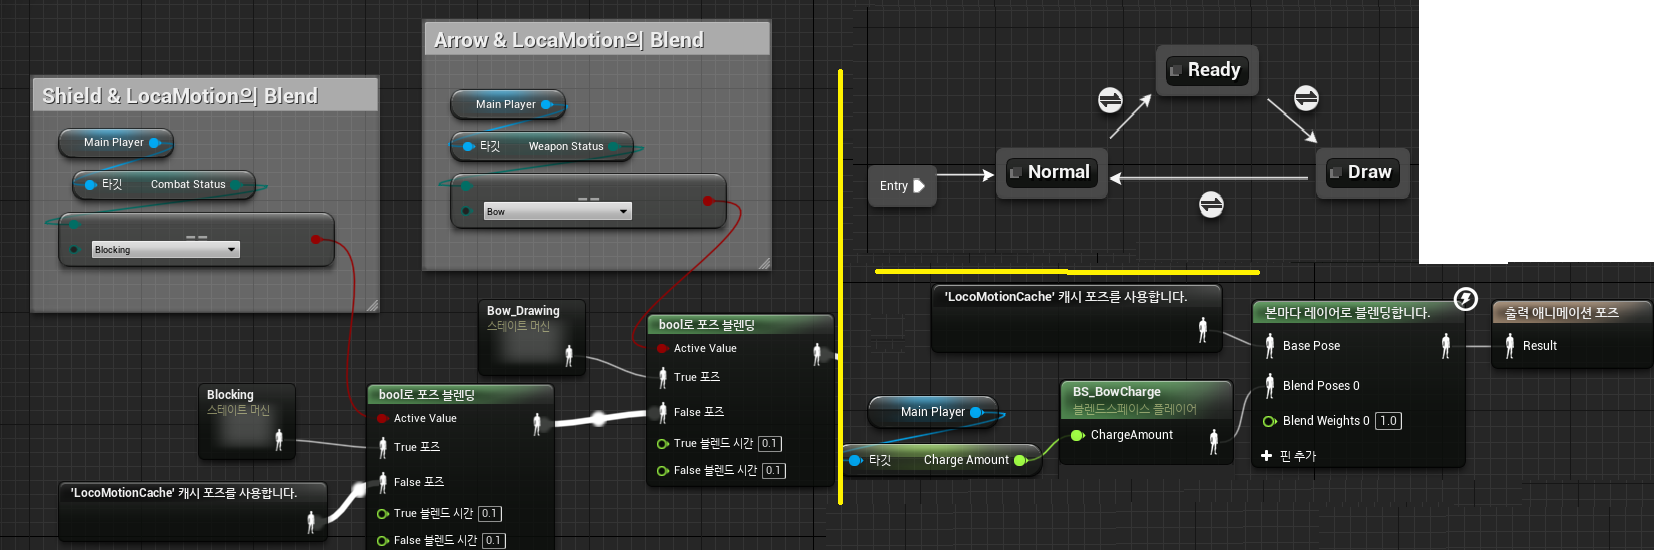 Shield & LocaMotion의 Blend
Main Player
타깃 Combat Status
==
Blocking
Arrow & LocaMotion의 Blend
Main Player
타깃 Weapon Status
==
Bow
Bow_Drawing
스테이트 머신
bool로 포즈 블렌딩
Active Value
True 포즈
False 포즈
True 블렌드 시간 0.1
False 블렌드 시간 0.1
Blocking
스테이트 머신
bool로 포즈 블렌딩
Active Value
True 포즈
False 포즈
True 블렌드 시간 0.1
False 블렌드 시간 0.1
'LocoMotionCache' 캐시 포즈를 사용합니다.
Ready
Entry
Normal
Draw
'LocoMotionCache' 캐시 포즈를 사용합니다.
Main Player
타깃 Charge Amount
BS_BowCharge
블렌드스페이스 플레이어
ChargeAmount
본마다 레이어로 블렌딩합니다.
Base Pose
Blend Poses 0
Blend Weights 0 1.0
핀 추가
출력 애니메이션 포즈
Result